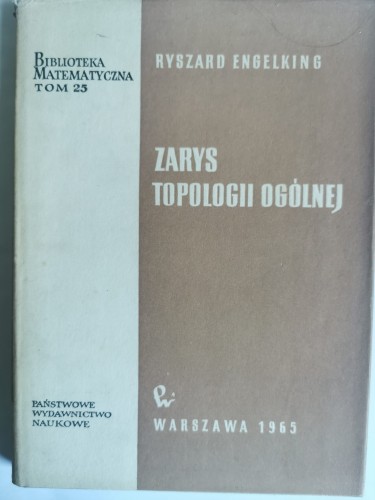 BIBLIOTEKA
MATEMATYCZNA
TOM 25
RYSZARD ENGELKING
ZARYS
TOPOLOGII OGÓLNEJ
PAŃSTWOWE
WYDAWNICTWO
NAUKOWE
WARSZAWA 1965